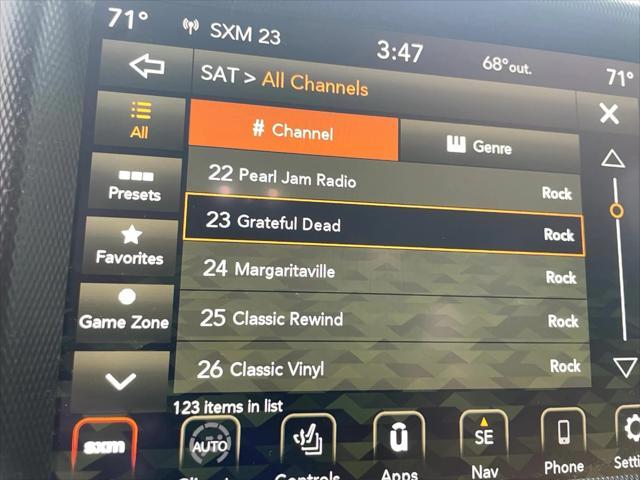 71° SXM 23 3:47 68°out. 71°
SAT > All Channels
All
# Channel
Genre
Presets
22 Pearl Jam Radio Rock
23 Grateful Dead Rock
Favorites
24 Margaritaville Rock
Game Zone
25 Classic Rewind Rock
26 Classic Vinyl Rock
123 items in list
sxm
AUTO
Controls
Apps
SE
Nav
Phone